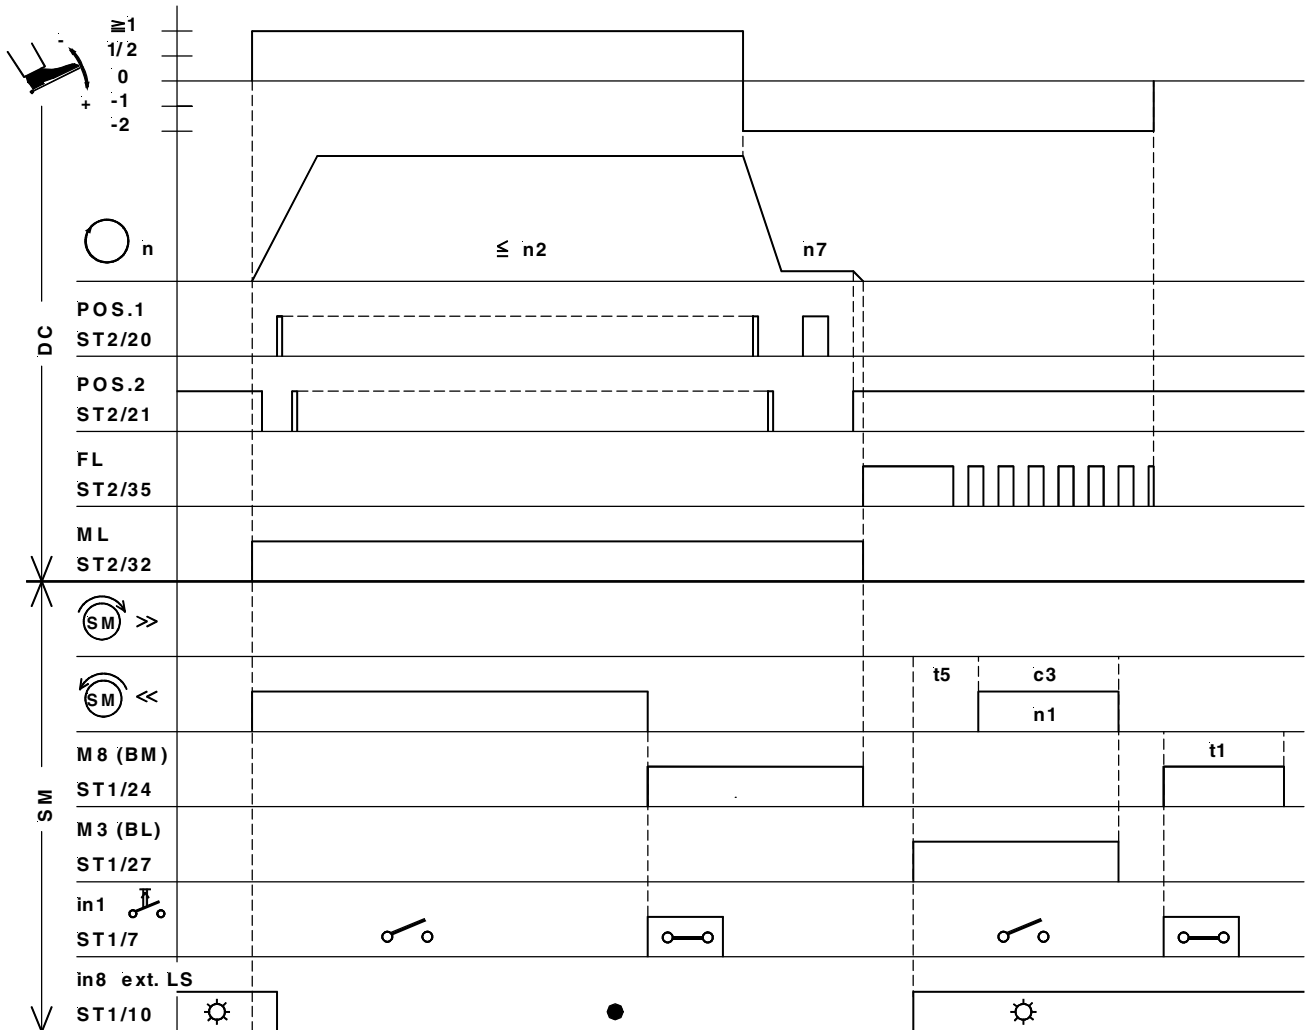 ≧1
-
1/2
0
+
-1
-2
n
≦ n2
n7
POS.1
ST2/20
DC
POS.2
ST2/21
FL
ST2/35
ML
ST2/32
SM >>
SM <<
t5
c3
n1
M8 (BM)
t1
ST1/24
SM
M3 (BL)
ST1/27
in1
ST1/7
in8 ext. LS
ST1/10